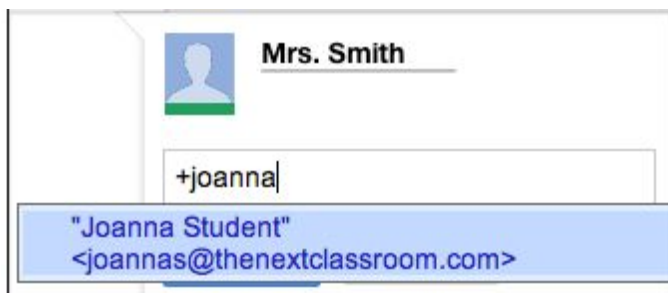 Mrs. Smith
+joanna
"Joanna Student"
<joannas@thenextclassroom.com>